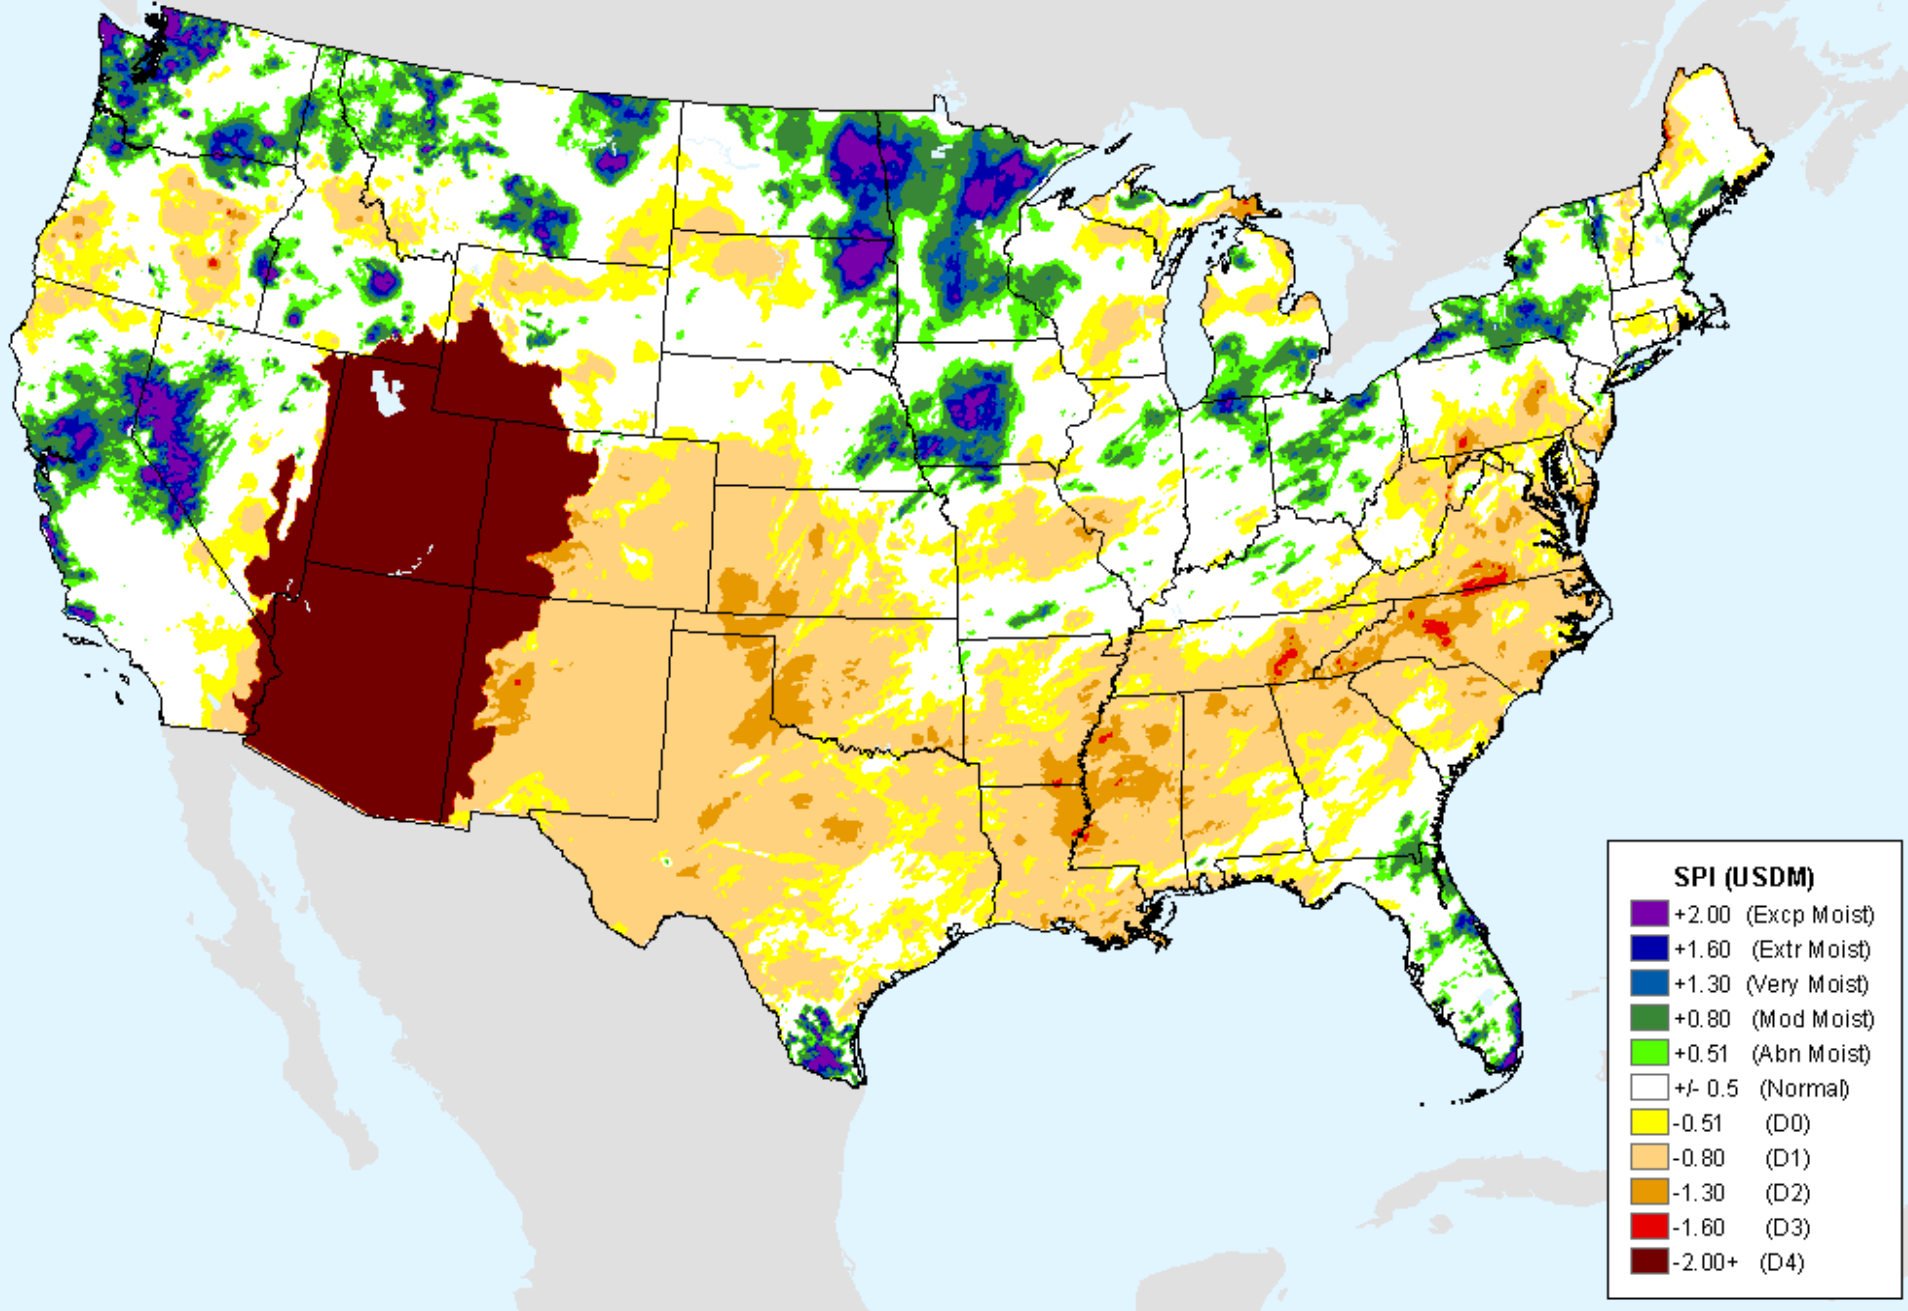 SPI (USDM)
+2.00 (Excp Moist)
+1.60 (Extr Moist)
+1.30 (Very Moist)
+0.80 (Mod Moist)
+0.51 (Abn Moist)
+/- 0.5 (Normal)
-0.51 (D0)
-0.80 (D1)
-1.30 (D2)
-1.60 (D3)
-2.00+ (D4)